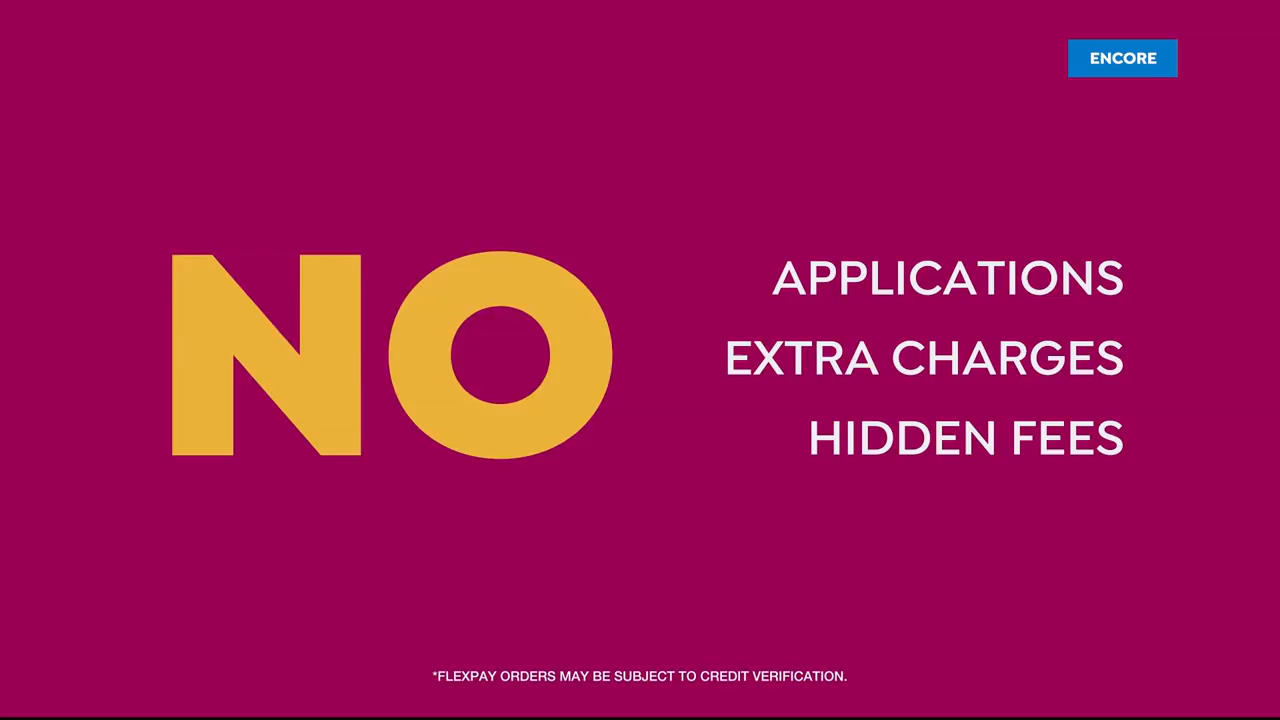 ENCORE
NO
APPLICATIONS
EXTRA CHARGES
HIDDEN FEES
*FLEXPAY ORDERS MAY BE SUBJECT TO CREDIT VERIFICATION.